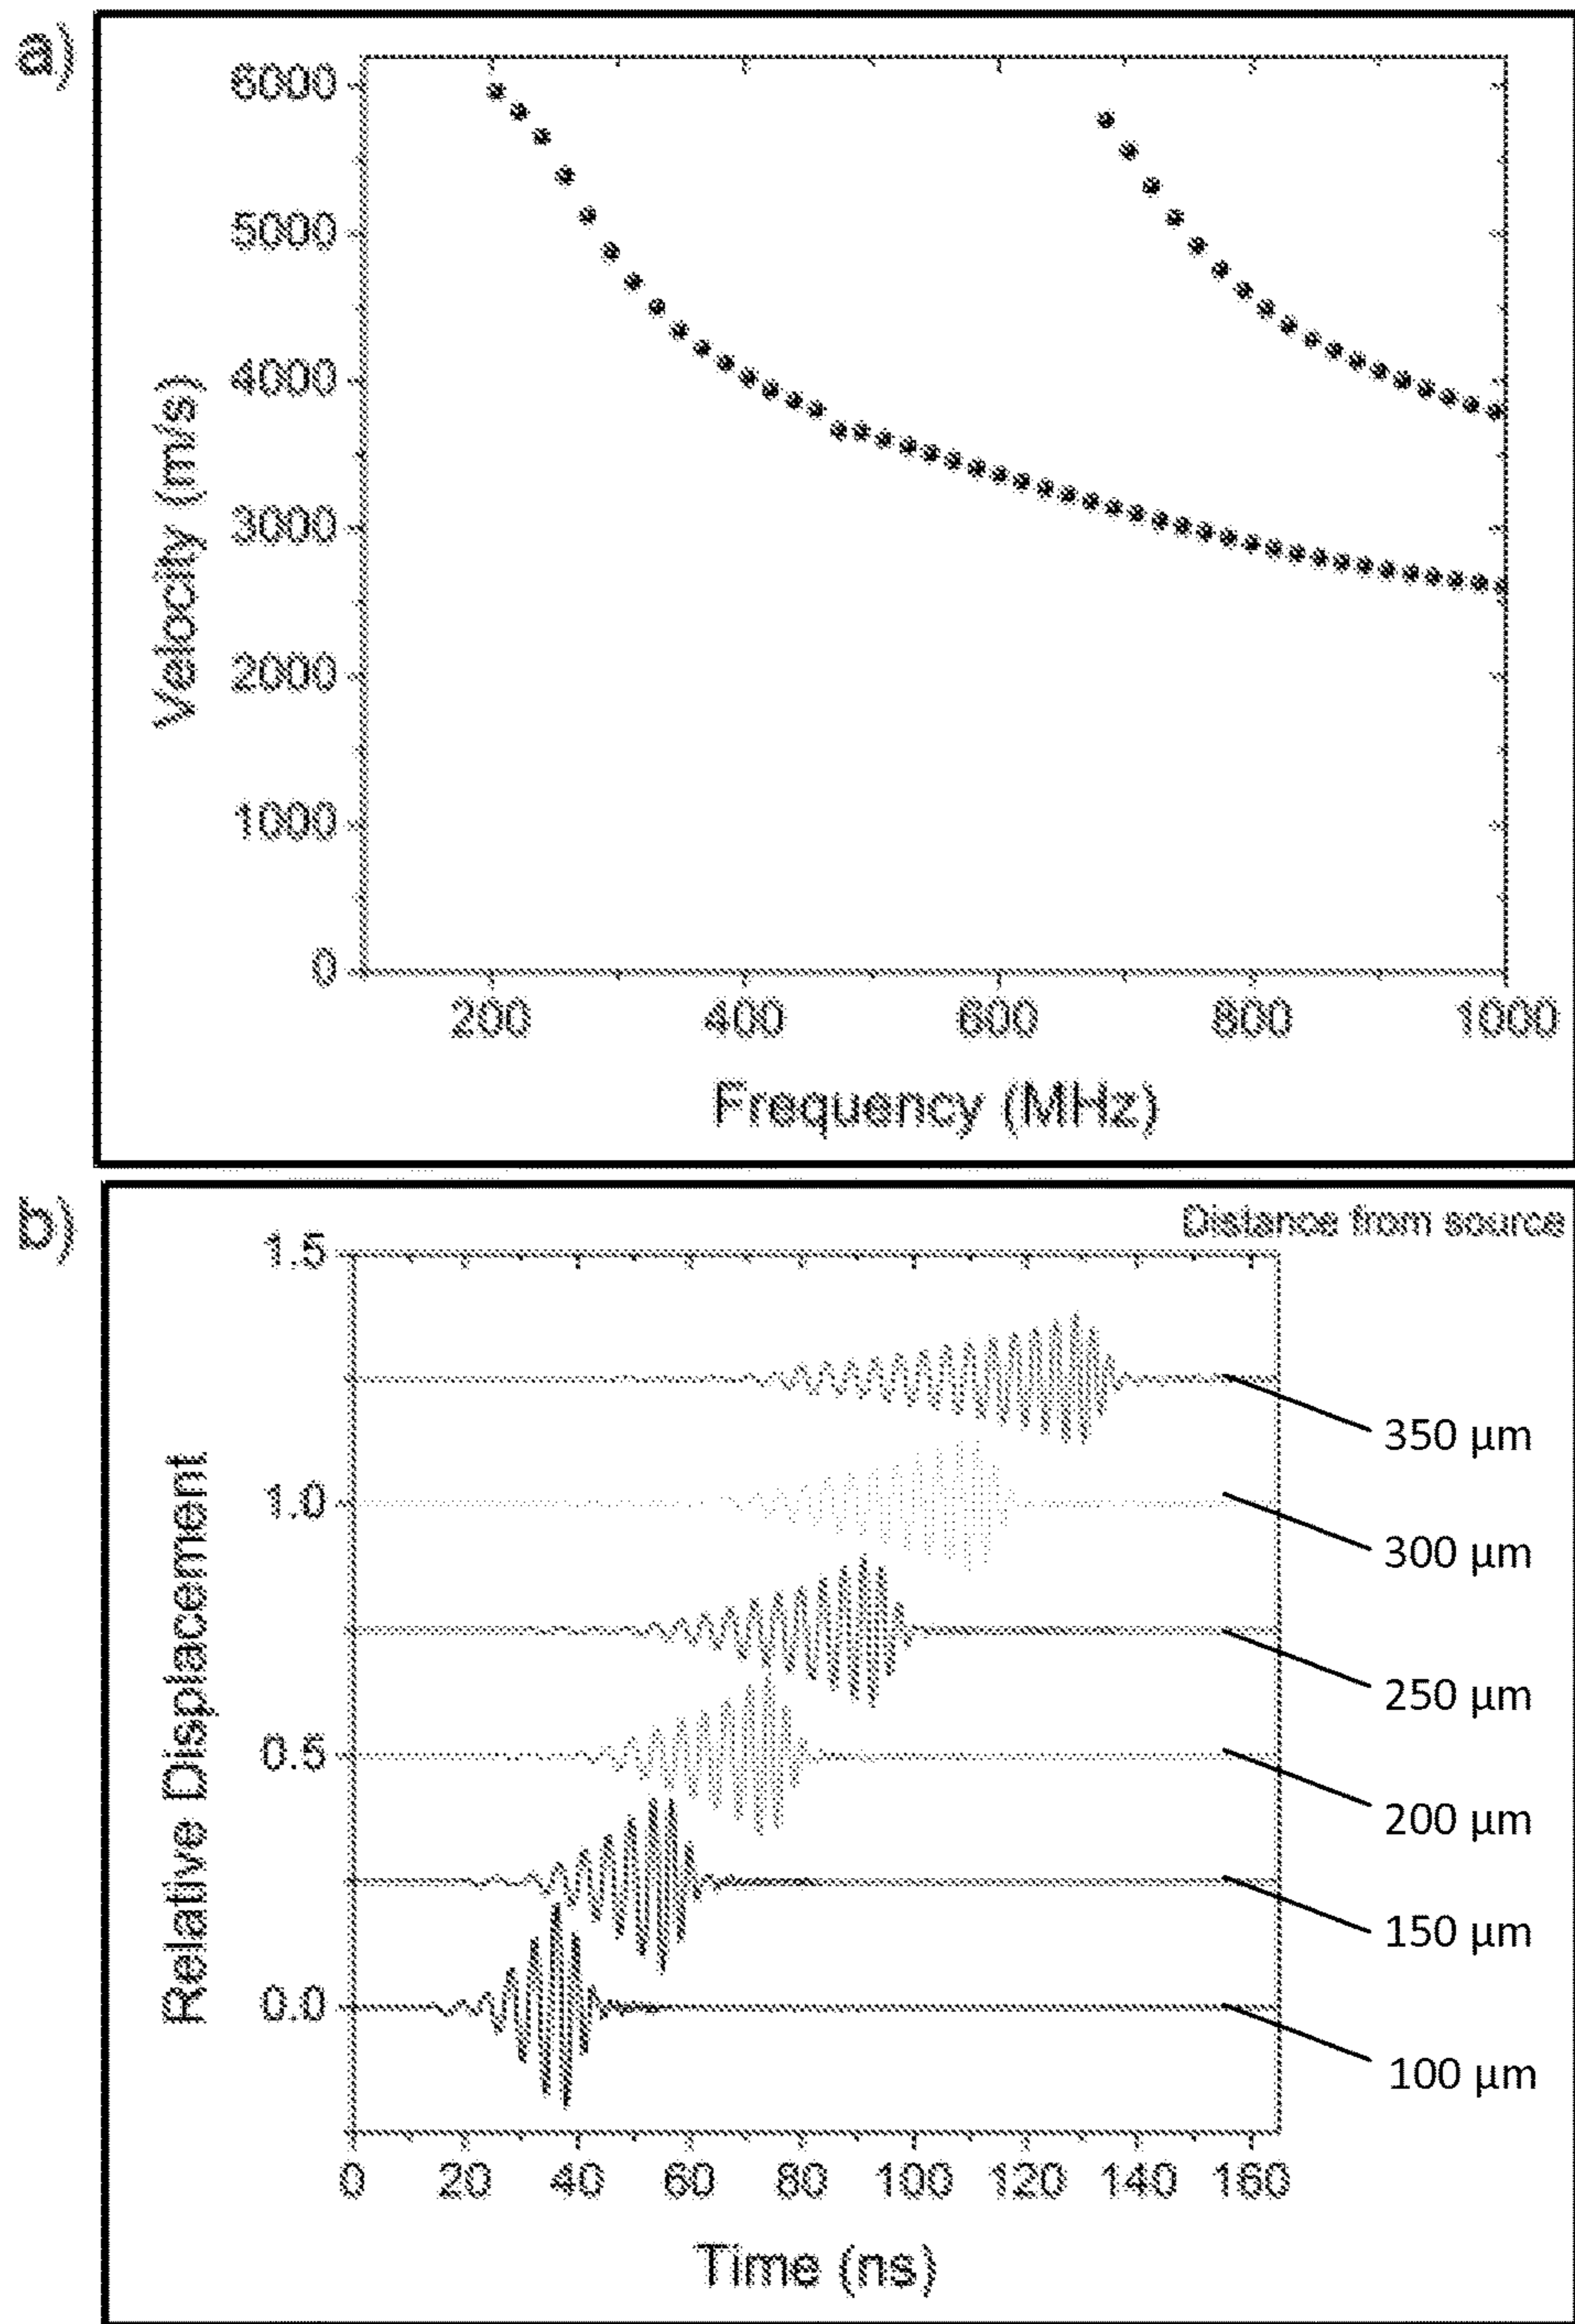 a)
6000
5000
4000
3000
2000
1000
0
Velocity (m/s)
200 400 600 800 1000
Frequency (MHz)
b)
Distance from source
1.5
1.0
0.5
0.0
Relative Displacement
350 µm
300 µm
250 µm
200 µm
150 µm
100 µm
0 20 40 60 80 100 120 140 160
Time (ns)